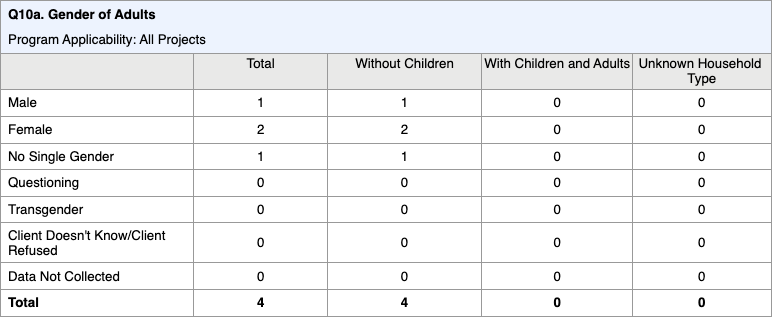 Q10a. Gender of Adults
Program Applicability: All Projects
Total Without Children With Children and Adults Unknown Household
Type
Male 1 1 0 0
Female 2 2 0 0
No Single Gender 1 1 0 0
Questioning 0 0 0 0
Transgender 0 0 0 0
Client Doesn't Know/Client
Refused 0 0 0 0
Data Not Collected 0 0 0 0
Total 4 4 0 0